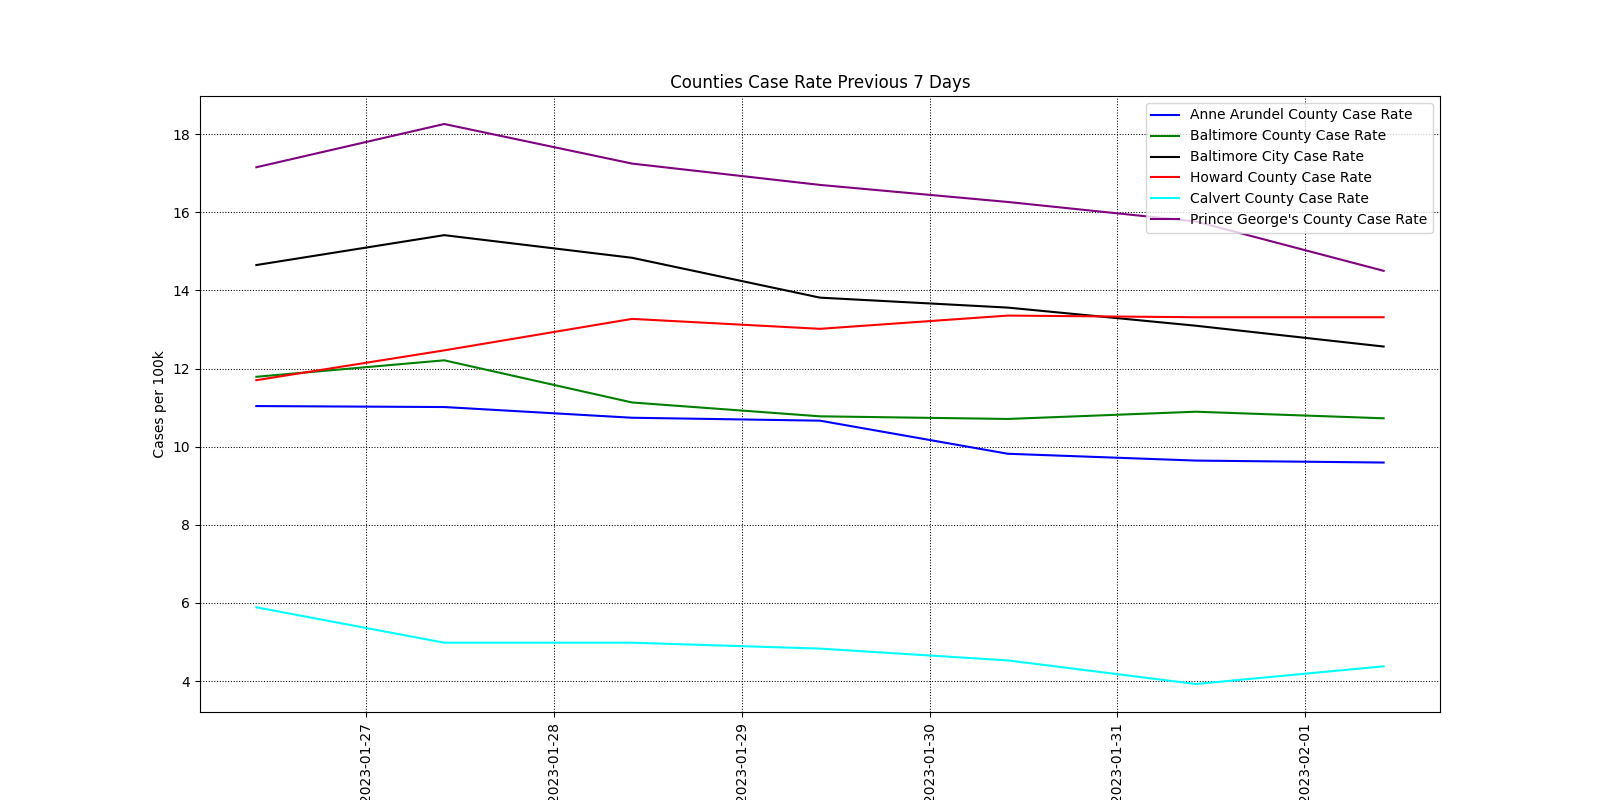 Counties Case Rate Previous 7 Days
Anne Arundel County Case Rate
Baltimore County Case Rate
Baltimore City Case Rate
Howard County Case Rate
Calvert County Case Rate
Prince George's County Case Rate
Cases per 100k
18
16
14
12
10
8
6
4
2023-01-27
2023-01-28
2023-01-29
2023-01-30
2023-01-31
2023-02-01